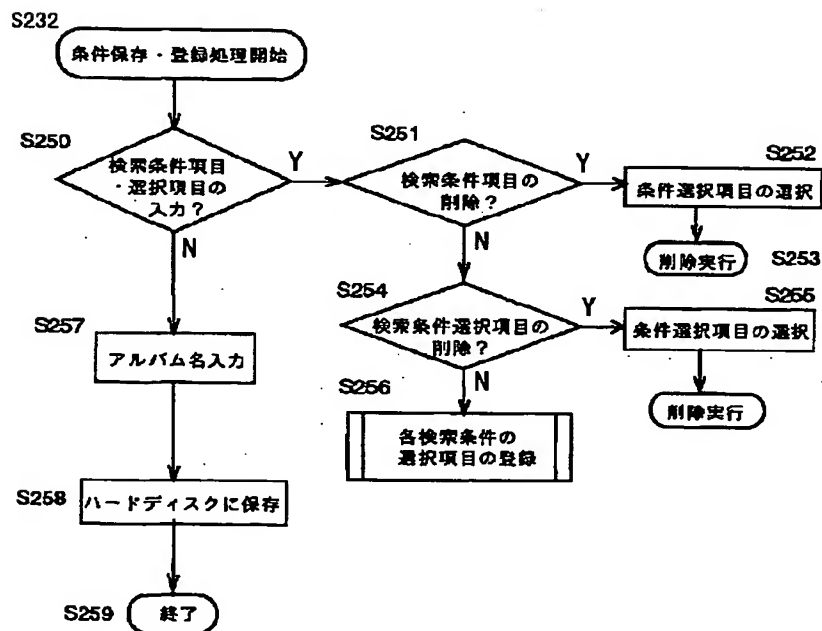 S232
条件保存・登録処理開始
S250
検索条件項目
・選択項目の
入力?
Y
N
S251
検索条件項目の
削除?
Y
N
S252
条件選択項目の選択
削除実行
S253
S254
検索条件選択項目の
削除?
Y
N
S255
条件選択項目の選択
削除実行
S256
各検索条件の
選択項目の登録
S257
アルバム名入力
S258
ハードディスクに保存
S259
終了